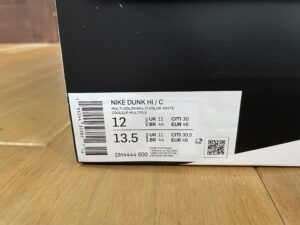 NIKE DUNK HI / C
MULTI-COLOR/MULTI-COLOR-WHITE
COULEUR MULTIPLE
12 UK 11 CM 30
BR 44 EUR 46
13.5 UK 11 CM 30.5
BR 44 EUR 46
DH4444 900